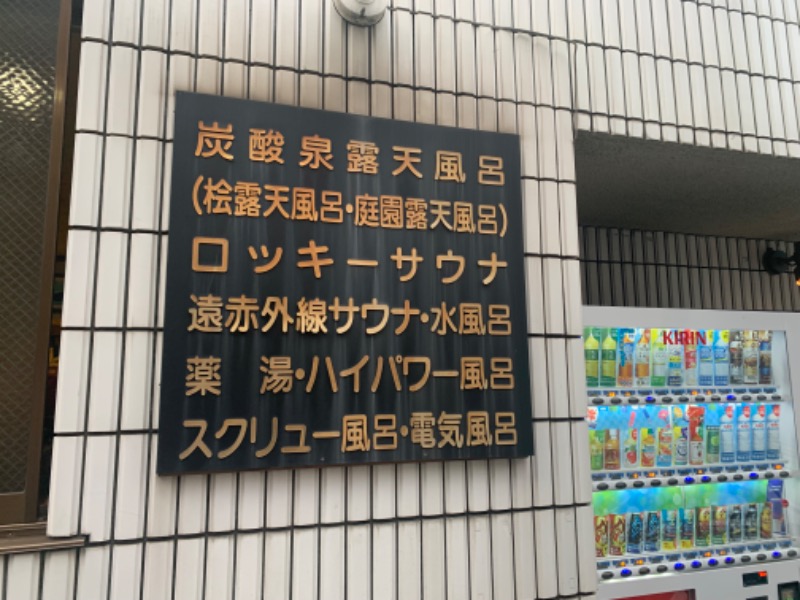 炭酸泉露天風呂
(桧露天風呂・庭園露天風呂)
ロッキーサウナ
遠赤外線サウナ・水風呂
薬　湯・ハイパワー風呂
スクリュー風呂・電気風呂
KIRIN